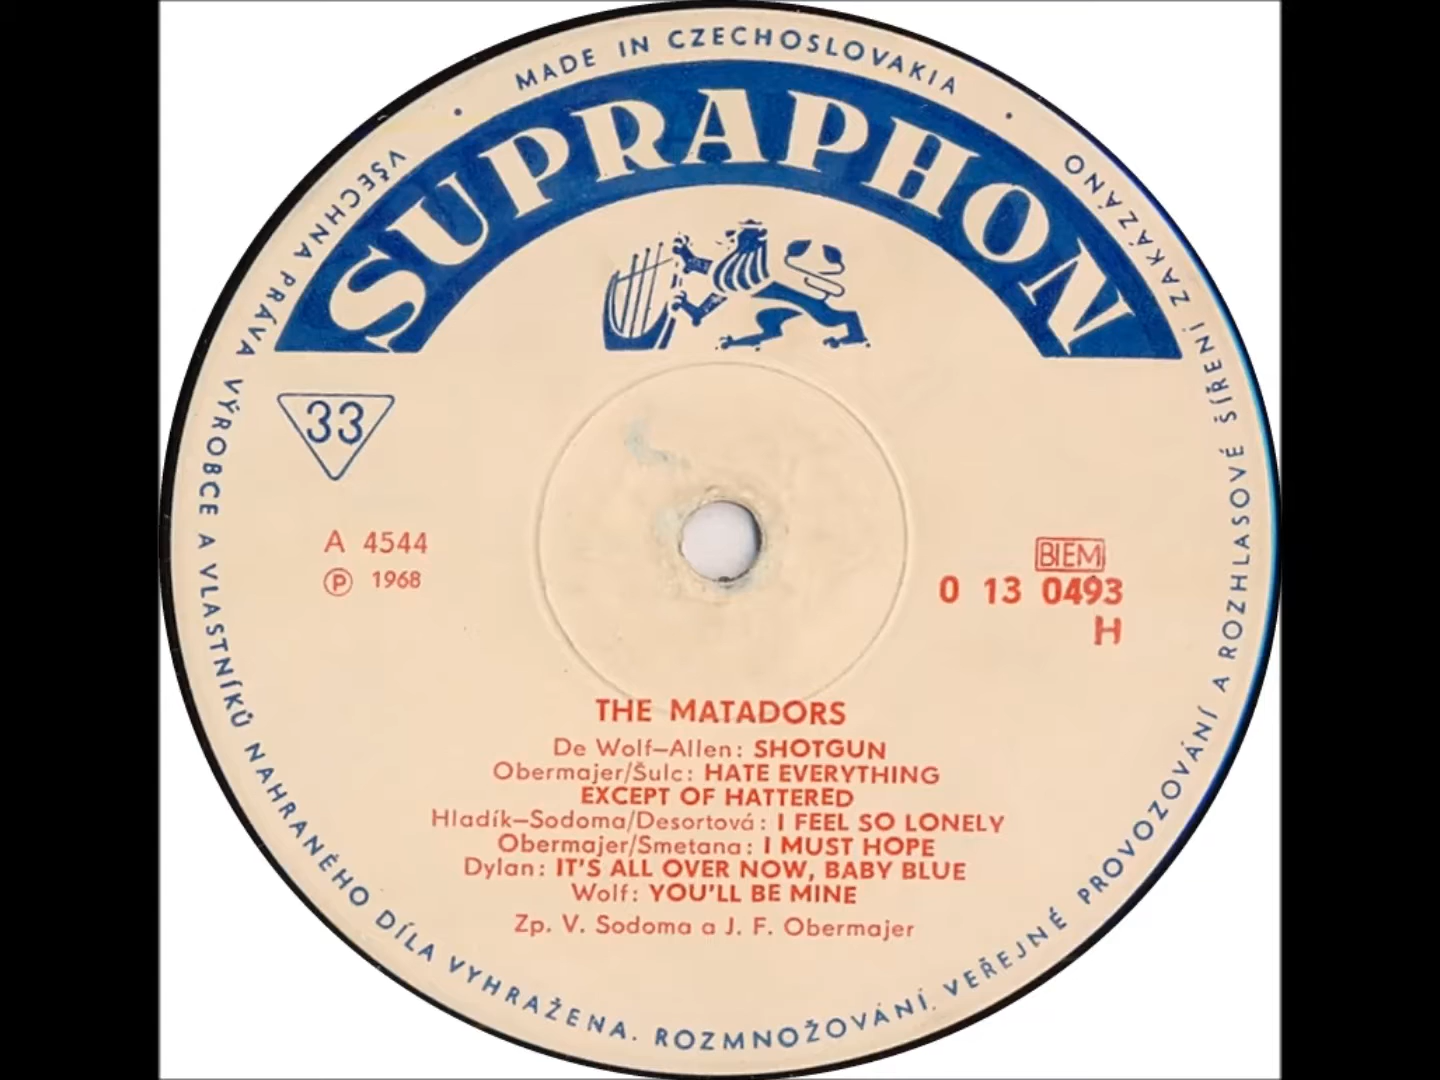 MADE IN CZECHOSLOVAKIA
VŠECHNA PRÁVA VÝROBCE A VLASTNÍKŮ NAHRANÉHO DÍLA VYHRAŽENA. ROZMNOŽOVÁNÍ, VEŘEJNÉ PROVOZOVÁNÍ A ROZHLASOVÉ ŠÍŘENÍ ZAKÁZÁNO
SUPRAPHON
33
A 4544
Ⓟ 1968
BIEM
0 13 0493
H
THE MATADORS
De Wolf–Allen: SHOTGUN
Obermajer/Šulc: HATE EVERYTHING
EXCEPT OF HATTERED
Hladík–Sodoma/Desortová: I FEEL SO LONELY
Obermajer/Smetana: I MUST HOPE
Dylan: IT'S ALL OVER NOW, BABY BLUE
Wolf: YOU'LL BE MINE
Zp. V. Sodoma a J. F. Obermajer